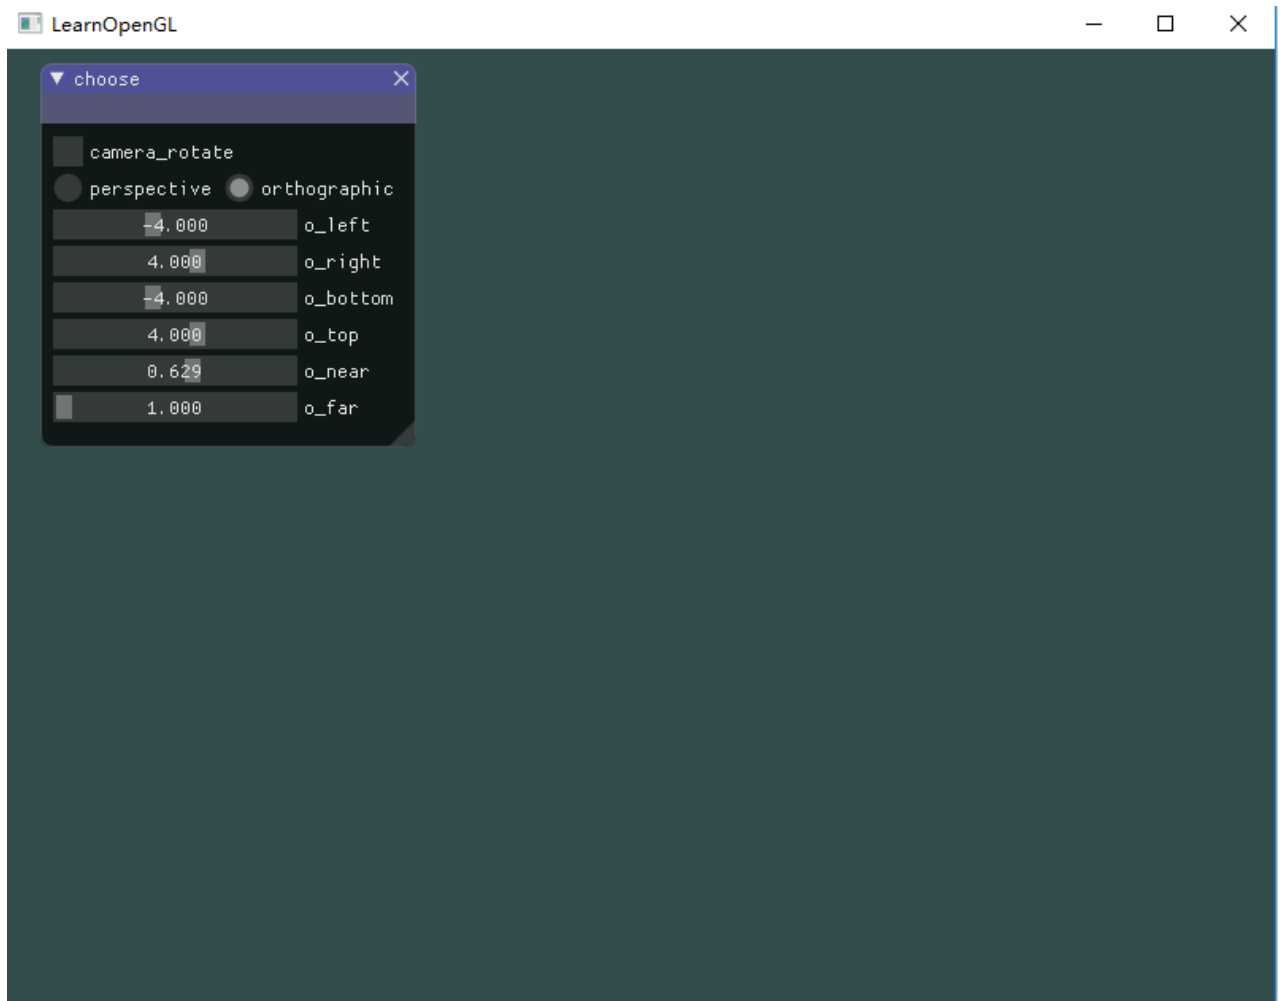 LearnOpenGL
choose
camera_rotate
perspective orthographic
-4.000 o_left
4.000 o_right
-4.000 o_bottom
4.000 o_top
0.629 o_near
1.000 o_far